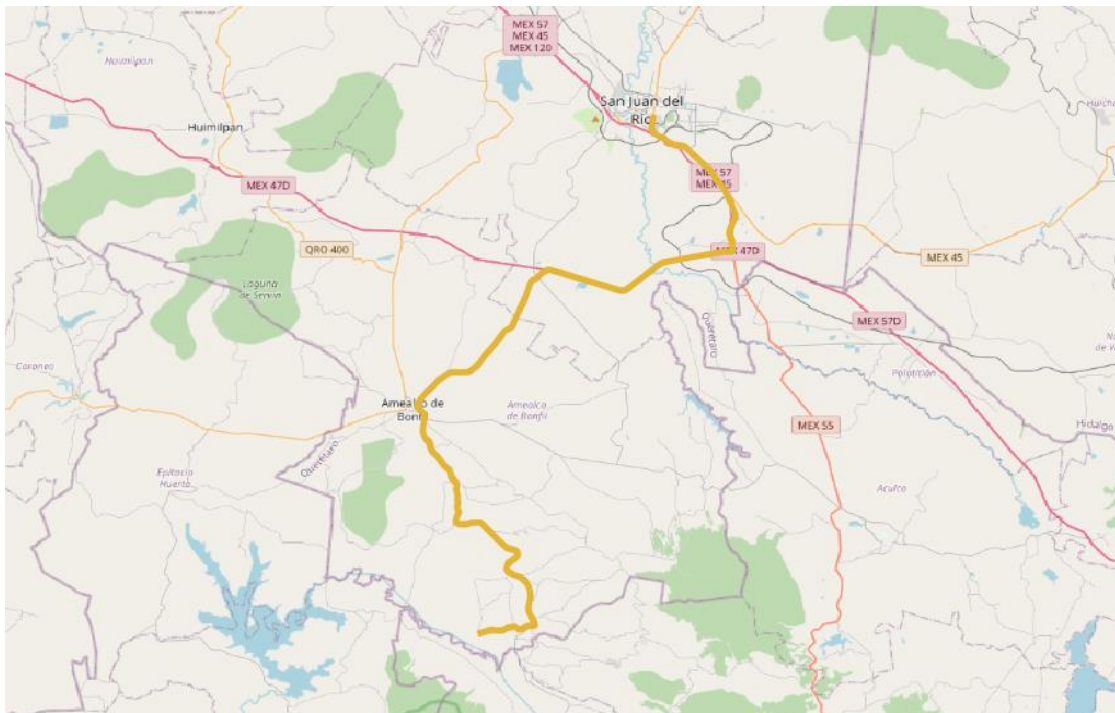 MEX 57
MEX 45
MEX 120
Huimilpan
San Juan del
Río
Huimilpan
MEX 57
MEX 45
MEX 47D
QRO 400
MEX 47D
MEX 45
Laguna
de Servín
MEX 57D
Querétaro
Polotitlán
Coroneo
Amealco de
Bonfil
Amealco
de Bonfil
MEX 55
Hidalgo
Querétaro
Epitacio
Huerta
Aculco